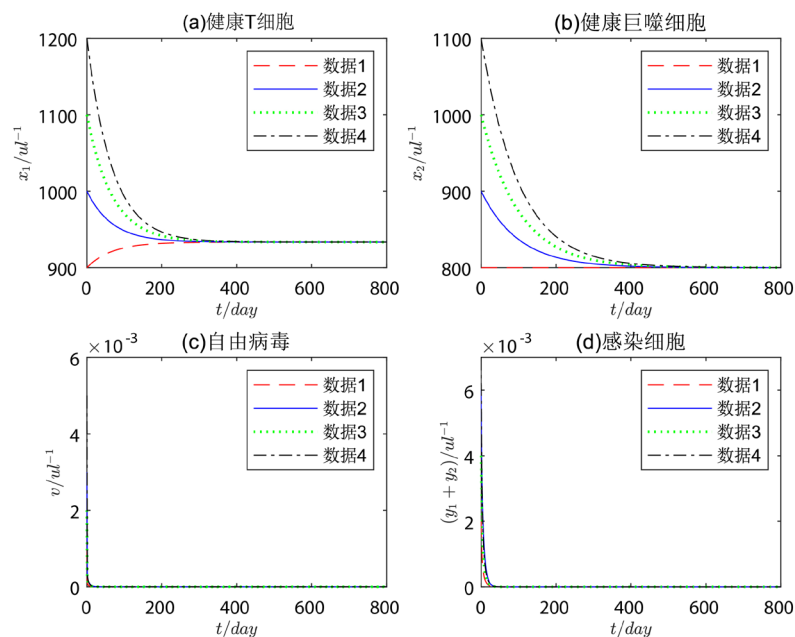 (a)健康T细胞
1200
1100
1000
900
x₁/ul⁻¹
0 200 400 600 800
t/day
数据1
数据2
数据3
数据4
(b)健康巨噬细胞
1100
1000
900
800
x₂/ul⁻¹
0 200 400 600 800
t/day
数据1
数据2
数据3
数据4
(c)自由病毒
×10⁻³
6
4
2
0
v/ul⁻¹
0 200 400 600 800
t/day
数据1
数据2
数据3
数据4
(d)感染细胞
×10⁻³
6
4
2
0
(y₁ + y₂)/ul⁻¹
0 200 400 600 800
t/day
数据1
数据2
数据3
数据4